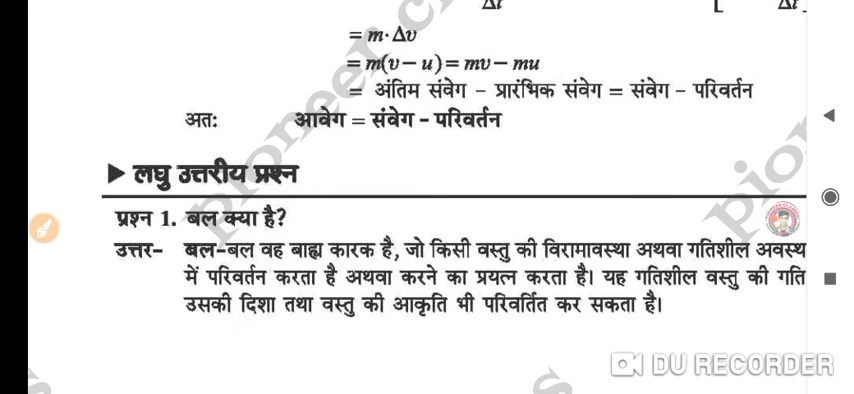 Δt [ Δt ]
= m·Δv
= m(v – u) = mv – mu
= अंतिम संवेग - प्रारंभिक संवेग = संवेग - परिवर्तन
अतः आवेग = संवेग - परिवर्तन
▶ लघु उत्तरीय प्रश्न
प्रश्न 1. बल क्या है?
उत्तर– बल–बल वह बाह्य कारक है, जो किसी वस्तु की विरामावस्था अथवा गतिशील अवस्थ
में परिवर्तन करता है अथवा करने का प्रयत्न करता है। यह गतिशील वस्तु की गति
उसकी दिशा तथा वस्तु की आकृति भी परिवर्तित कर सकता है।
DU RECORDER